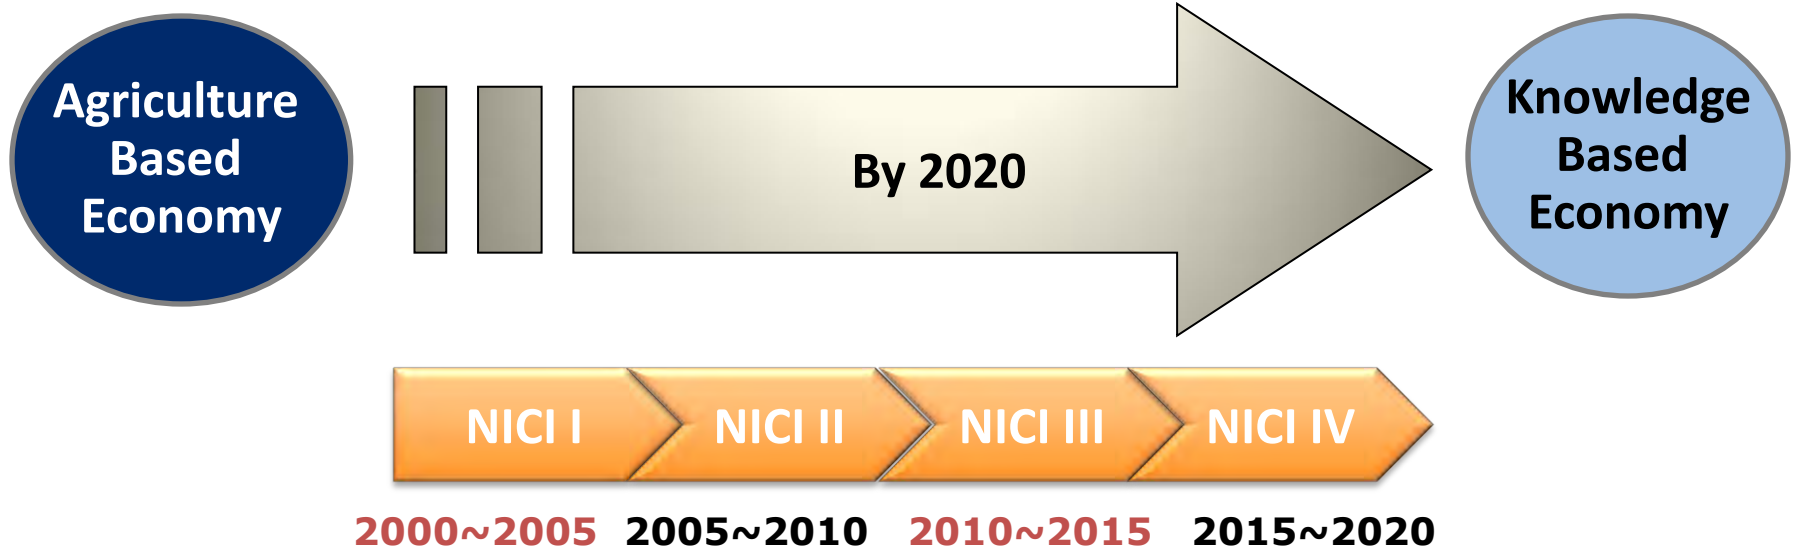 Agriculture
Based
Economy
By 2020
Knowledge
Based
Economy
NICI I
NICI II
NICI III
NICI IV
2000~2005
2005~2010
2010~2015
2015~2020